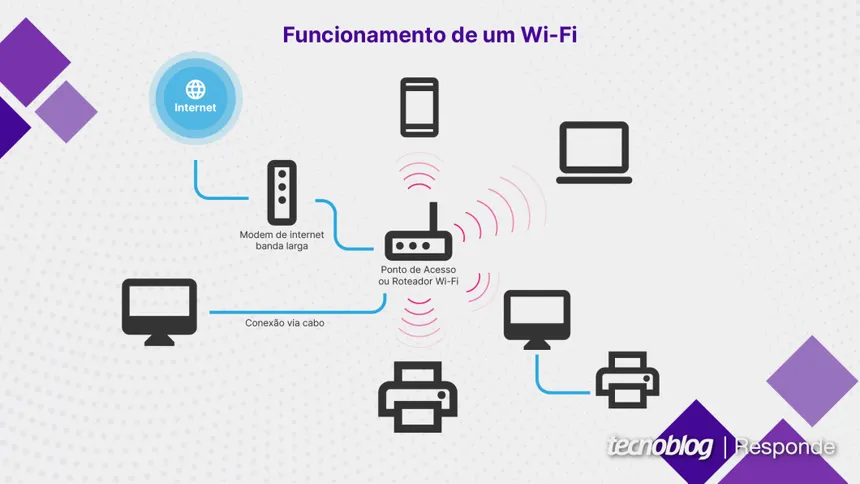 Funcionamento de um Wi-Fi
Internet
Modem de internet
banda larga
Ponto de Acesso
ou Roteador Wi-Fi
Conexão via cabo
tecnoblog | Responde